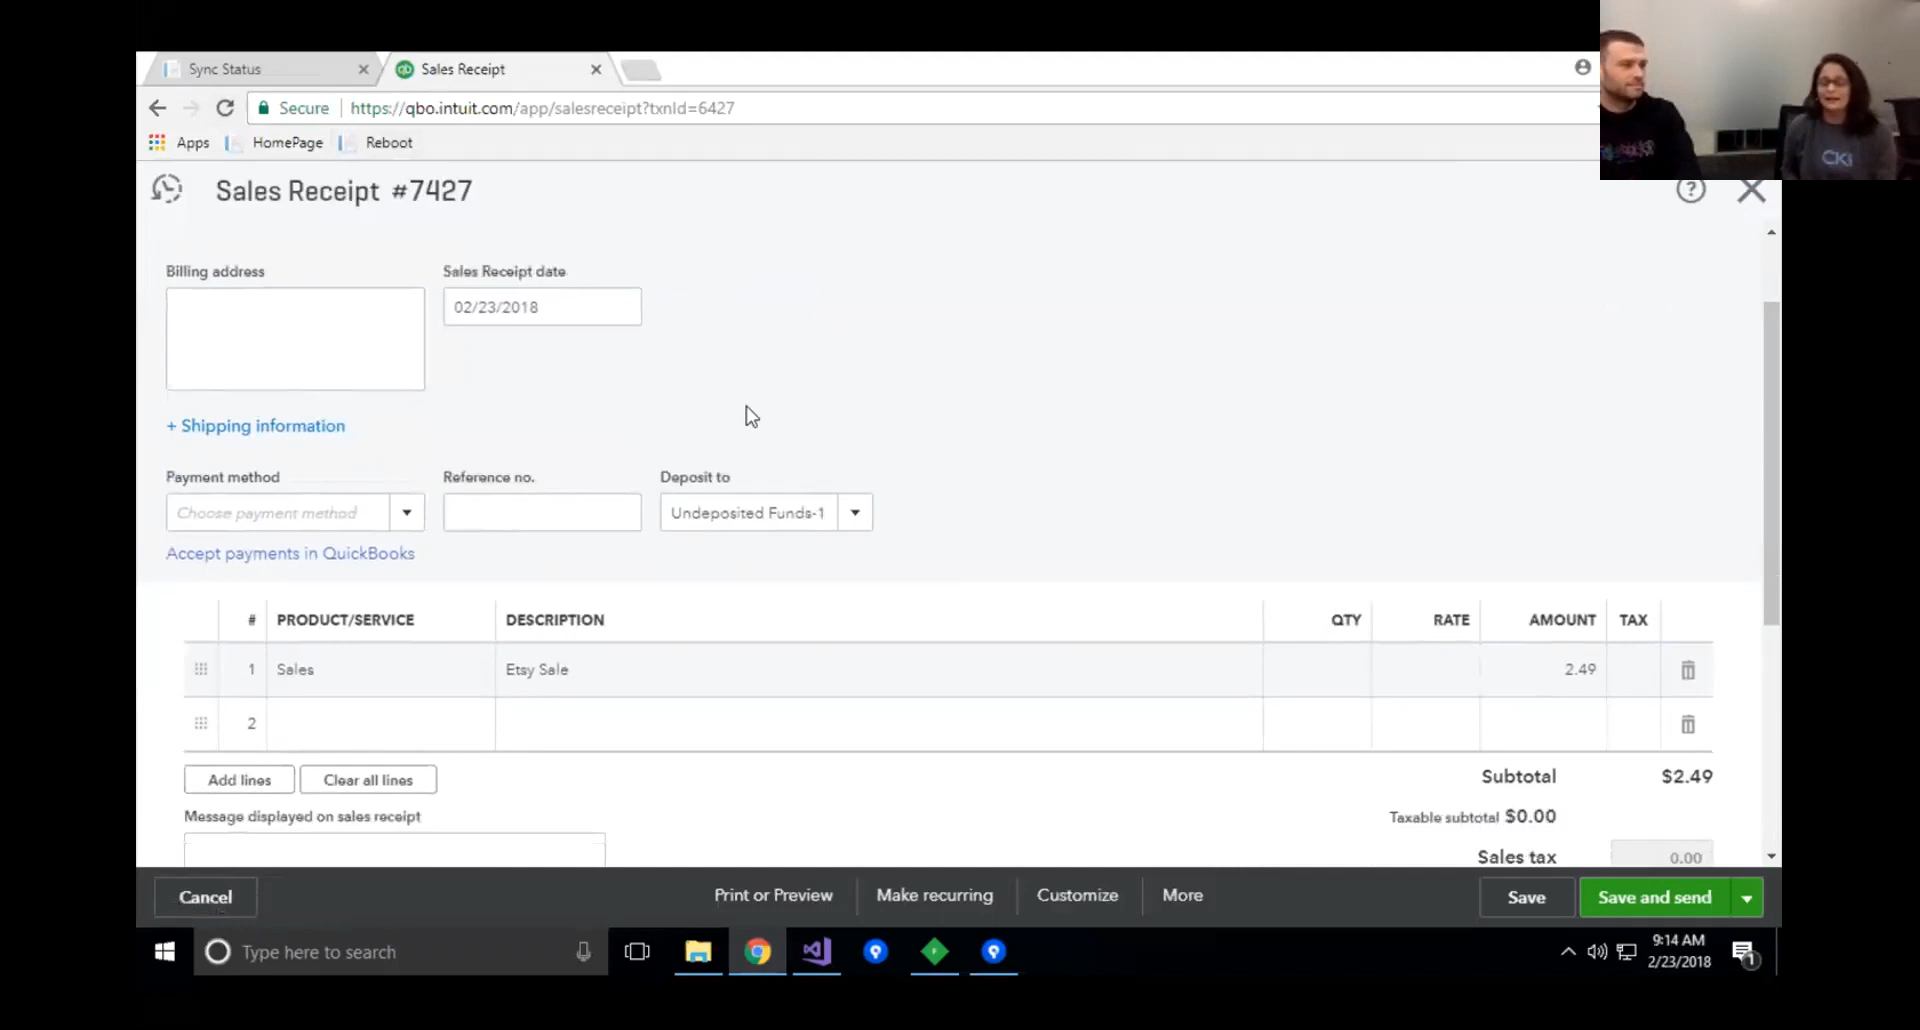 Sync Status
Sales Receipt
Secure https://qbo.intuit.com/app/salesreceipt?txnId=6427
Apps HomePage Reboot
CKI
Sales Receipt #7427
Billing address
Sales Receipt date
02/23/2018
+ Shipping information
Payment method
Reference no.
Deposit to
Choose payment method
Undeposited Funds-1
Accept payments in QuickBooks
# PRODUCT/SERVICE DESCRIPTION QTY RATE AMOUNT TAX
1 Sales Etsy Sale 2.49
2
Add lines Clear all lines
Subtotal $2.49
Message displayed on sales receipt
Taxable subtotal $0.00
Sales tax 0.00
Cancel Print or Preview Make recurring Customize More Save Save and send
Type here to search
9:14 AM
2/23/2018
1